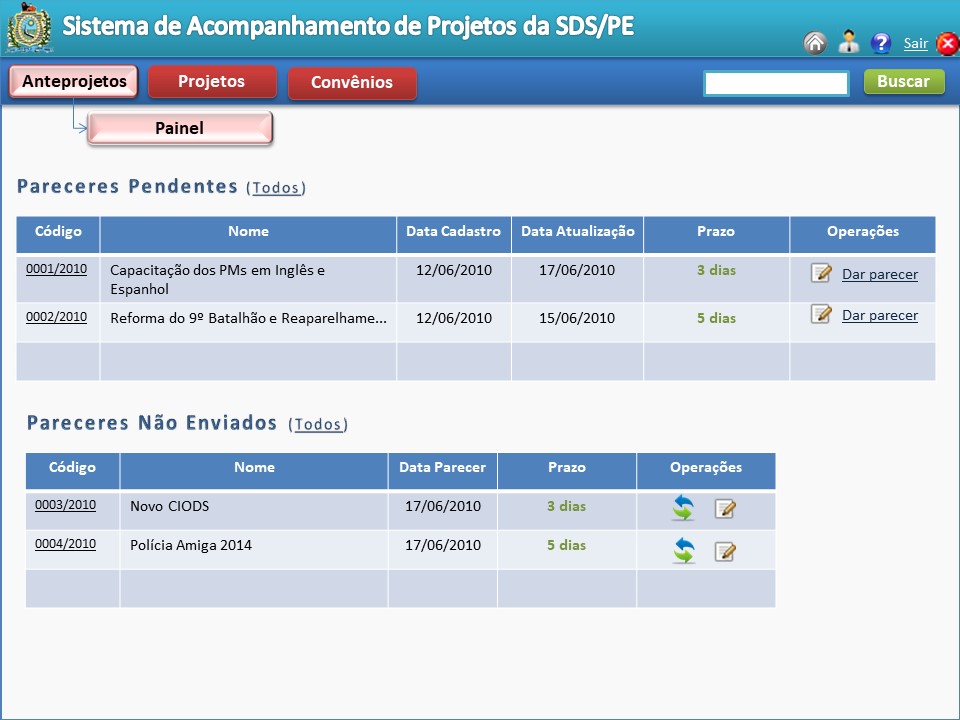 Sistema de Acompanhamento de Projetos da SDS/PE
Sair
Anteprojetos
Projetos
Convênios
Buscar
Painel
Pareceres Pendentes (Todos)
Código Nome Data Cadastro Data Atualização Prazo Operações
0001/2010 Capacitação dos PMs em Inglês e 12/06/2010 17/06/2010 3 dias Dar parecer
Espanhol
0002/2010 Reforma do 9º Batalhão e Reaparelhame... 12/06/2010 15/06/2010 5 dias Dar parecer
Pareceres Não Enviados (Todos)
Código Nome Data Parecer Prazo Operações
0003/2010 Novo CIODS 17/06/2010 3 dias
0004/2010 Polícia Amiga 2014 17/06/2010 5 dias